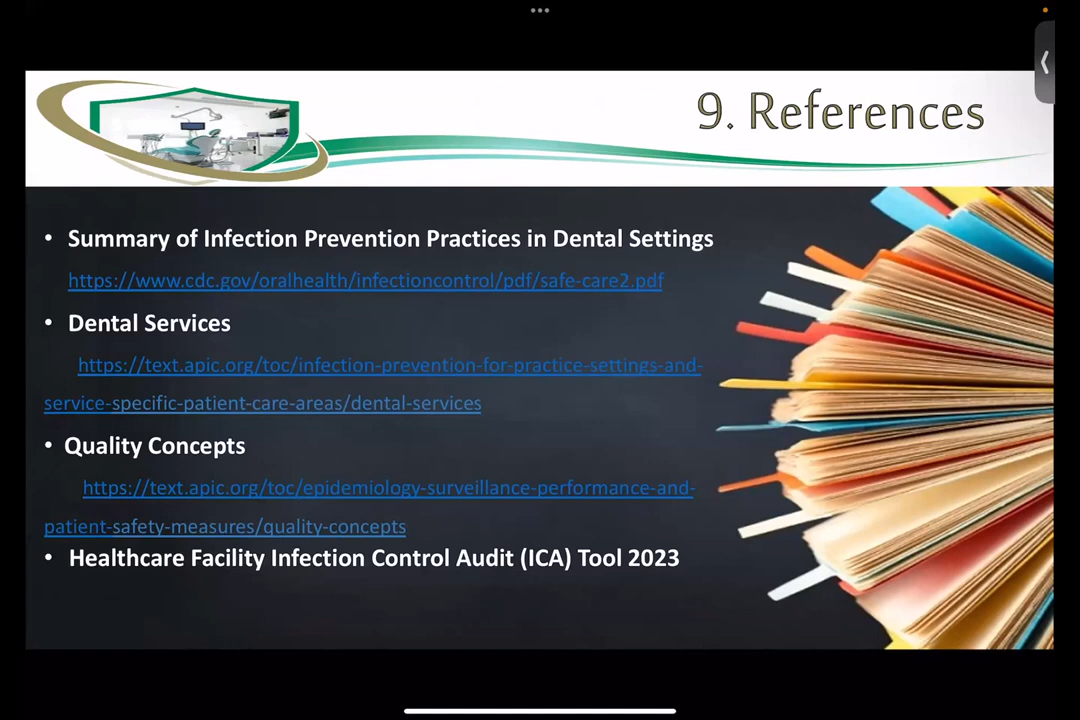 9. References
• Summary of Infection Prevention Practices in Dental Settings
https://www.cdc.gov/oralhealth/infectioncontrol/pdf/safe-care2.pdf
• Dental Services
https://text.apic.org/toc/infection-prevention-for-practice-settings-and-
service-specific-patient-care-areas/dental-services
• Quality Concepts
https://text.apic.org/toc/epidemiology-surveillance-performance-and-
patient-safety-measures/quality-concepts
• Healthcare Facility Infection Control Audit (ICA) Tool 2023